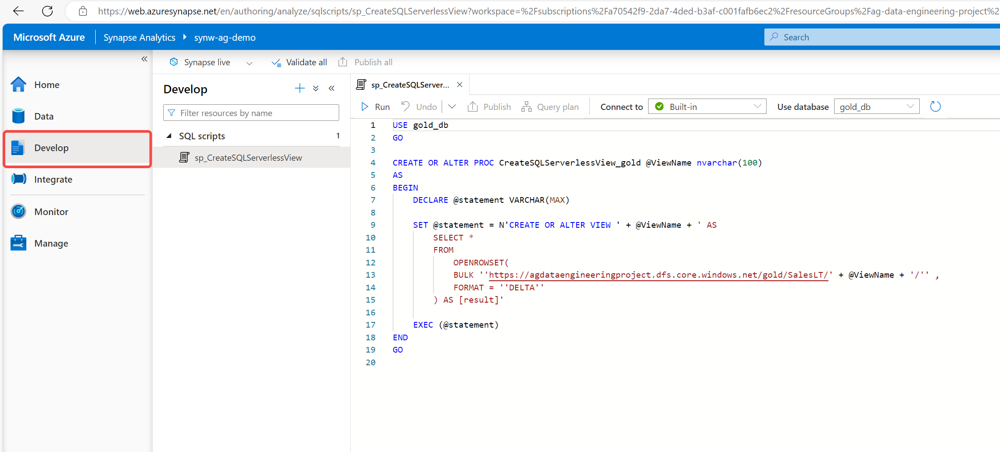 https://web.azuresynapse.net/en/authoring/analyze/sqlscripts/sp_CreateSQLServerlessView?workspace=%2Fsubscriptions%2Fa70542f9-2da7-4ded-b3af-c001fafb6ec2%2FresourceGroups%2Fag-data-engineering-project%2
Microsoft Azure Synapse Analytics synw-ag-demo Search
Synapse live Validate all Publish all
Home
Data
Develop
Integrate
Monitor
Manage
Develop
Filter resources by name
SQL scripts 1
sp_CreateSQLServerlessView
sp_CreateSQLServer...
Run Undo Publish Query plan Connect to Built-in Use database gold_db
1 USE gold_db
2 GO
3
4 CREATE OR ALTER PROC CreateSQLServerlessView_gold @ViewName nvarchar(100)
5 AS
6 BEGIN
7 DECLARE @statement VARCHAR(MAX)
8
9 SET @statement = N'CREATE OR ALTER VIEW ' + @ViewName + ' AS
10 SELECT *
11 FROM
12 OPENROWSET(
13 BULK ''https://agdataengineeringproject.dfs.core.windows.net/gold/SalesLT/' + @ViewName + '/'' ,
14 FORMAT = ''DELTA''
15 ) AS [result]'
16
17 EXEC (@statement)
18 END
19 GO
20